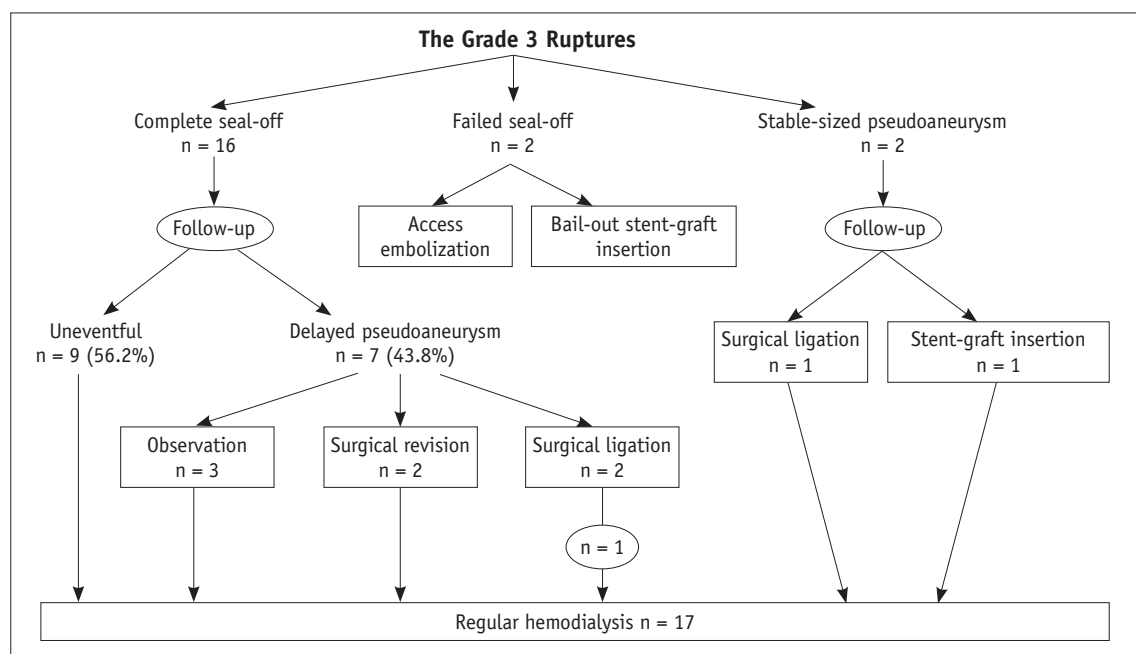 The Grade 3 Ruptures
Complete seal-off
n = 16
Failed seal-off
n = 2
Stable-sized pseudoaneurysm
n = 2
Follow-up
Access
embolization
Bail-out stent-graft
insertion
Follow-up
Uneventful
n = 9 (56.2%)
Delayed pseudoaneurysm
n = 7 (43.8%)
Surgical ligation
n = 1
Stent-graft insertion
n = 1
Observation
n = 3
Surgical revision
n = 2
Surgical ligation
n = 2
n = 1
Regular hemodialysis n = 17